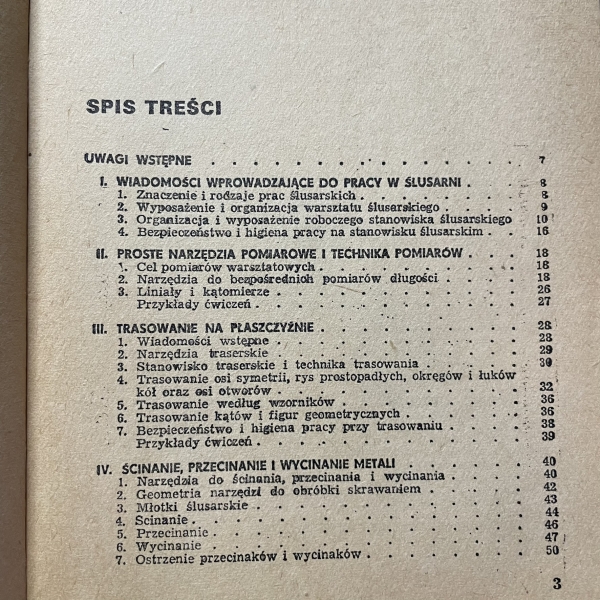 SPIS TREŚCI
UWAGI WSTĘPNE . . . . . . . . . . . . . . . 7
I. WIADOMOŚCI WPROWADZAJĄCE DO PRACY W ŚLUSARNI . . . 8
1. Znaczenie i rodzaje prac ślusarskich . . . . . . . . 8
2. Wyposażenie i organizacja warsztatu ślusarskiego . . . . 9
3. Organizacja i wyposażenie roboczego stanowiska ślusarskiego 10
4. Bezpieczeństwo i higiena pracy na stanowisku ślusarskim . . 16
II. PROSTE NARZĘDZIA POMIAROWE I TECHNIKA POMIARÓW . . 18
1. Cel pomiarów warsztatowych . . . . . . . . . 18
2. Narzędzia do bezpośrednich pomiarów długości . . . . 18
3. Liniały i kątomierze . . . . . . . . . . . 26
Przykłady ćwiczeń . . . . . . . . . . . . 27
III. TRASOWANIE NA PŁASZCZYŹNIE . . . . . . . . . 28
1. Wiadomości wstępne . . . . . . . . . . . 28
2. Narzędzia traserskie . . . . . . . . . . . 29
3. Stanowisko traserskie i technika trasowania . . . . . 30
4. Trasowanie osi symetrii, rys prostopadłych, okręgów i łuków
kół oraz osi otworów . . . . . . . . . . . 32
5. Trasowanie według wzorników . . . . . . . . . 36
6. Trasowanie kątów i figur geometrycznych . . . . . . 36
7. Bezpieczeństwo i higiena pracy przy trasowaniu . . . . 38
Przykłady ćwiczeń . . . . . . . . . . . . 39
IV. ŚCINANIE, PRZECINANIE I WYCINANIE METALI . . . . . 40
1. Narzędzia do ścinania, przecinania i wycinania . . . . 40
2. Geometria narzędzi do obróbki skrawaniem . . . . . 42
3. Młotki ślusarskie . . . . . . . . . . . . 43
4. Ścinanie . . . . . . . . . . . . . . 44
5. Przecinanie . . . . . . . . . . . . . 46
6. Wycinanie . . . . . . . . . . . . . . 47
7. Ostrzenie przecinaków i wycinaków . . . . . . . 50
3